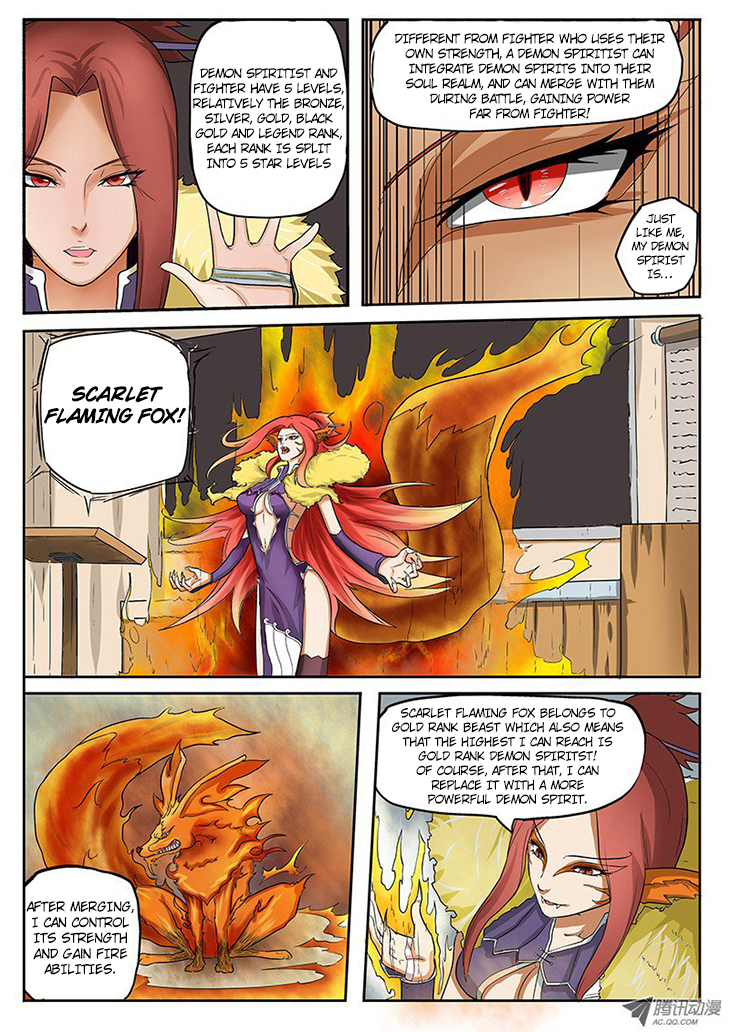 DEMON SPIRITIST AND
FIGHTER HAVE 5 LEVELS,
RELATIVELY THE BRONZE,
SILVER, GOLD, BLACK
GOLD AND LEGEND RANK,
EACH RANK IS SPLIT
INTO 5 STAR LEVELS
DIFFERENT FROM FIGHTER WHO USES THEIR
OWN STRENGTH, A DEMON SPIRITIST CAN
INTEGRATE DEMON SPIRITS INTO THEIR
SOUL REALM, AND CAN MERGE WITH THEM
DURING BATTLE, GAINING POWER
FAR FROM FIGHTER!
JUST
LIKE ME,
MY DEMON
SPIRIST
IS...
SCARLET
FLAMING FOX!
AFTER MERGING,
I CAN CONTROL
ITS STRENGTH
AND GAIN FIRE
ABILITIES.
SCARLET FLAMING FOX BELONGS TO
GOLD RANK BEAST WHICH ALSO MEANS
THAT THE HIGHEST I CAN REACH IS
GOLD RANK DEMON SPIRITST!
OF COURSE, AFTER THAT, I CAN
REPLACE IT WITH A MORE
POWERFUL DEMON SPIRIT.
腾讯动漫
AC.QQ.COM